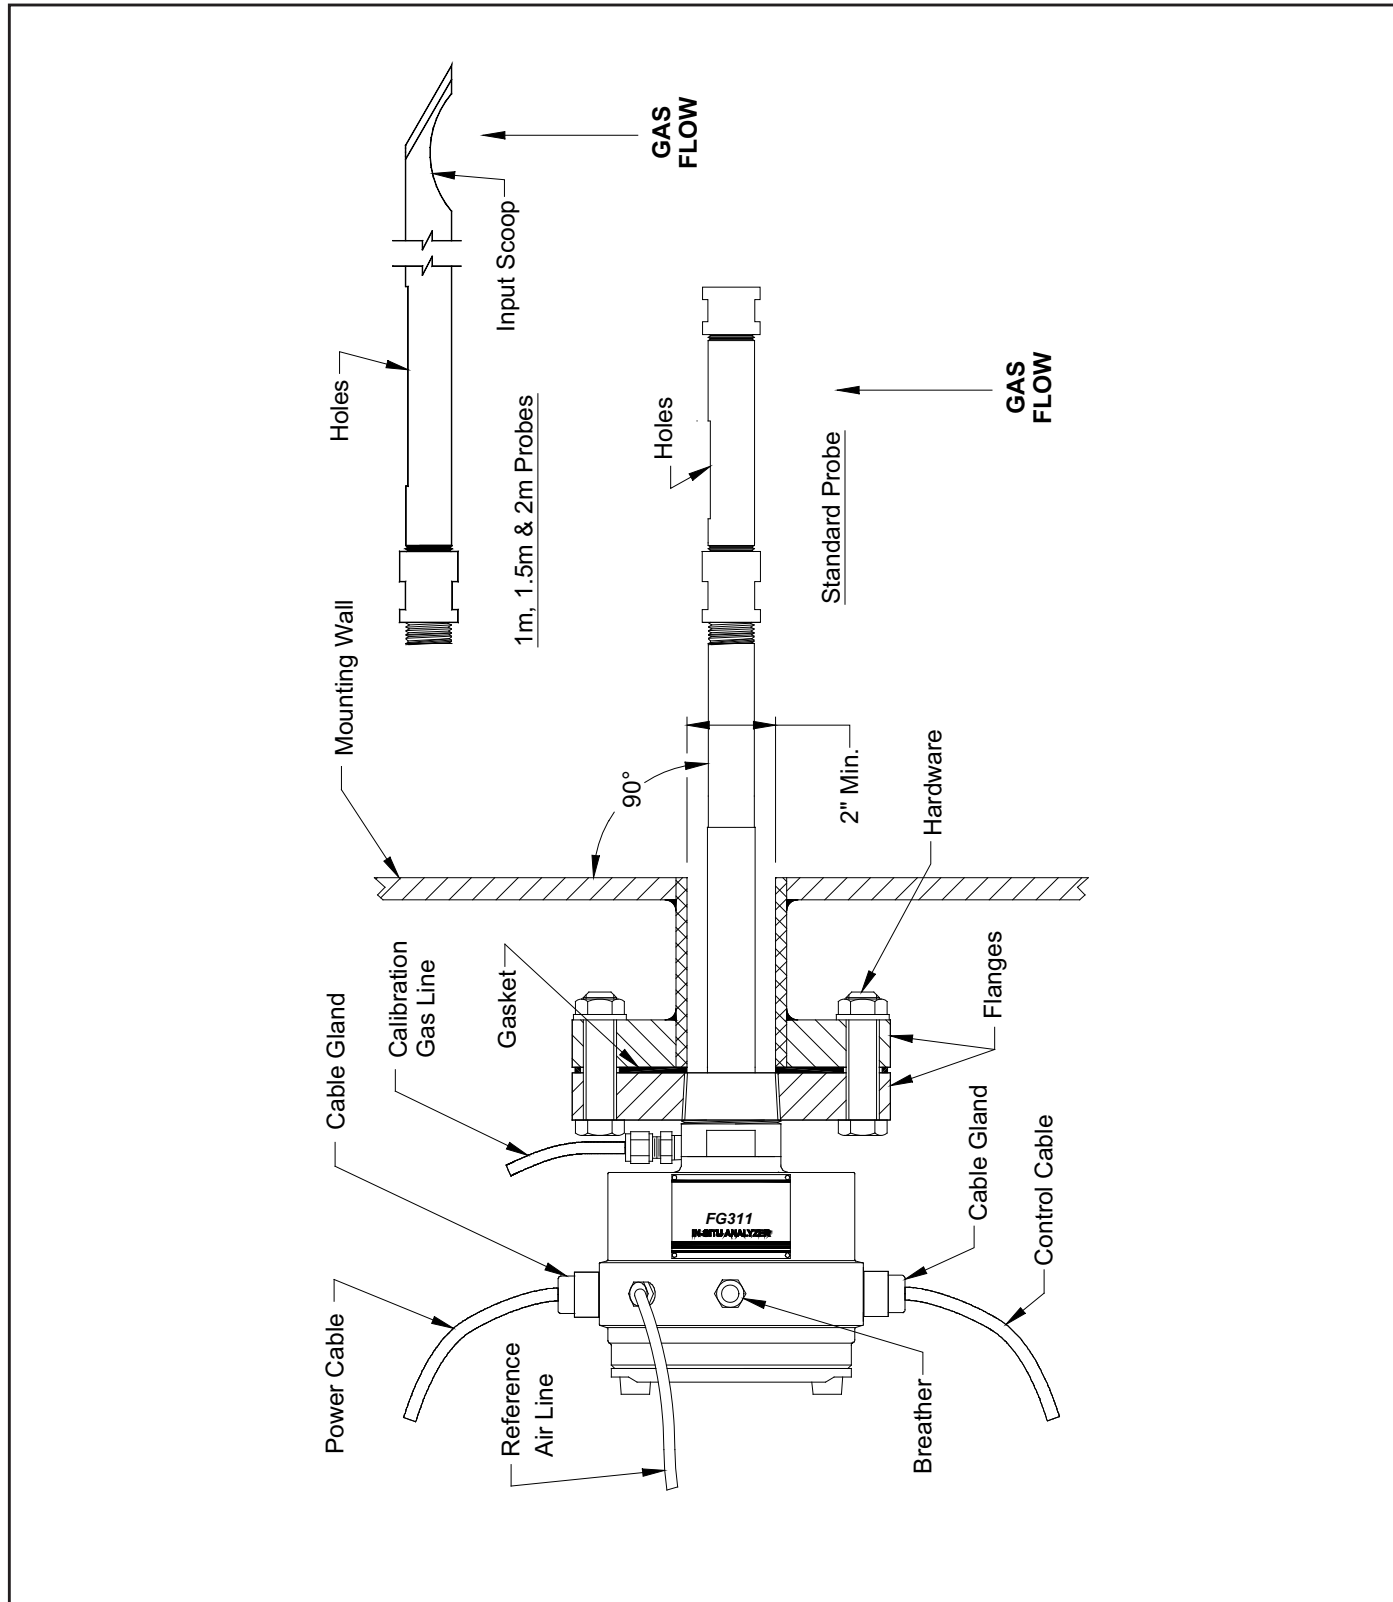 GAS
FLOW
Input Scoop
Holes
1m, 1.5m & 2m Probes
GAS
FLOW
Holes
Standard Probe
Mounting Wall
90°
2" Min.
Hardware
Cable Gland
Calibration
Gas Line
Gasket
Flanges
FG311
IN-SITU ANALYZER
Cable Gland
Control Cable
Power Cable
Reference
Air Line
Breather